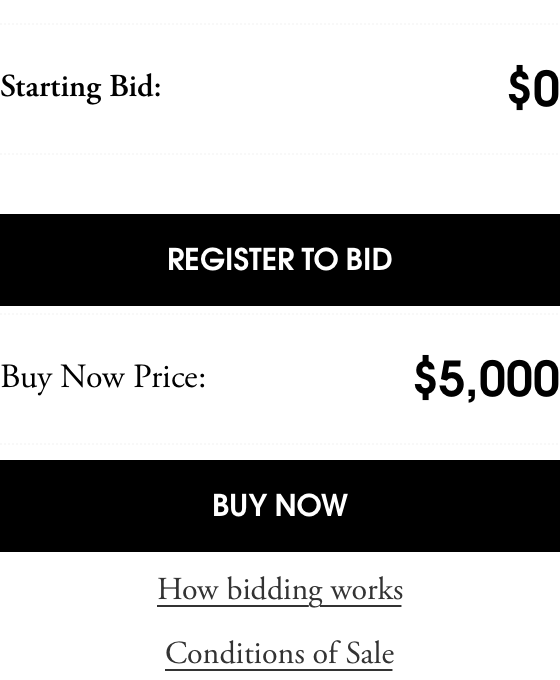 Starting Bid: $0
REGISTER TO BID
Buy Now Price: $5,000
BUY NOW
How bidding works
Conditions of Sale